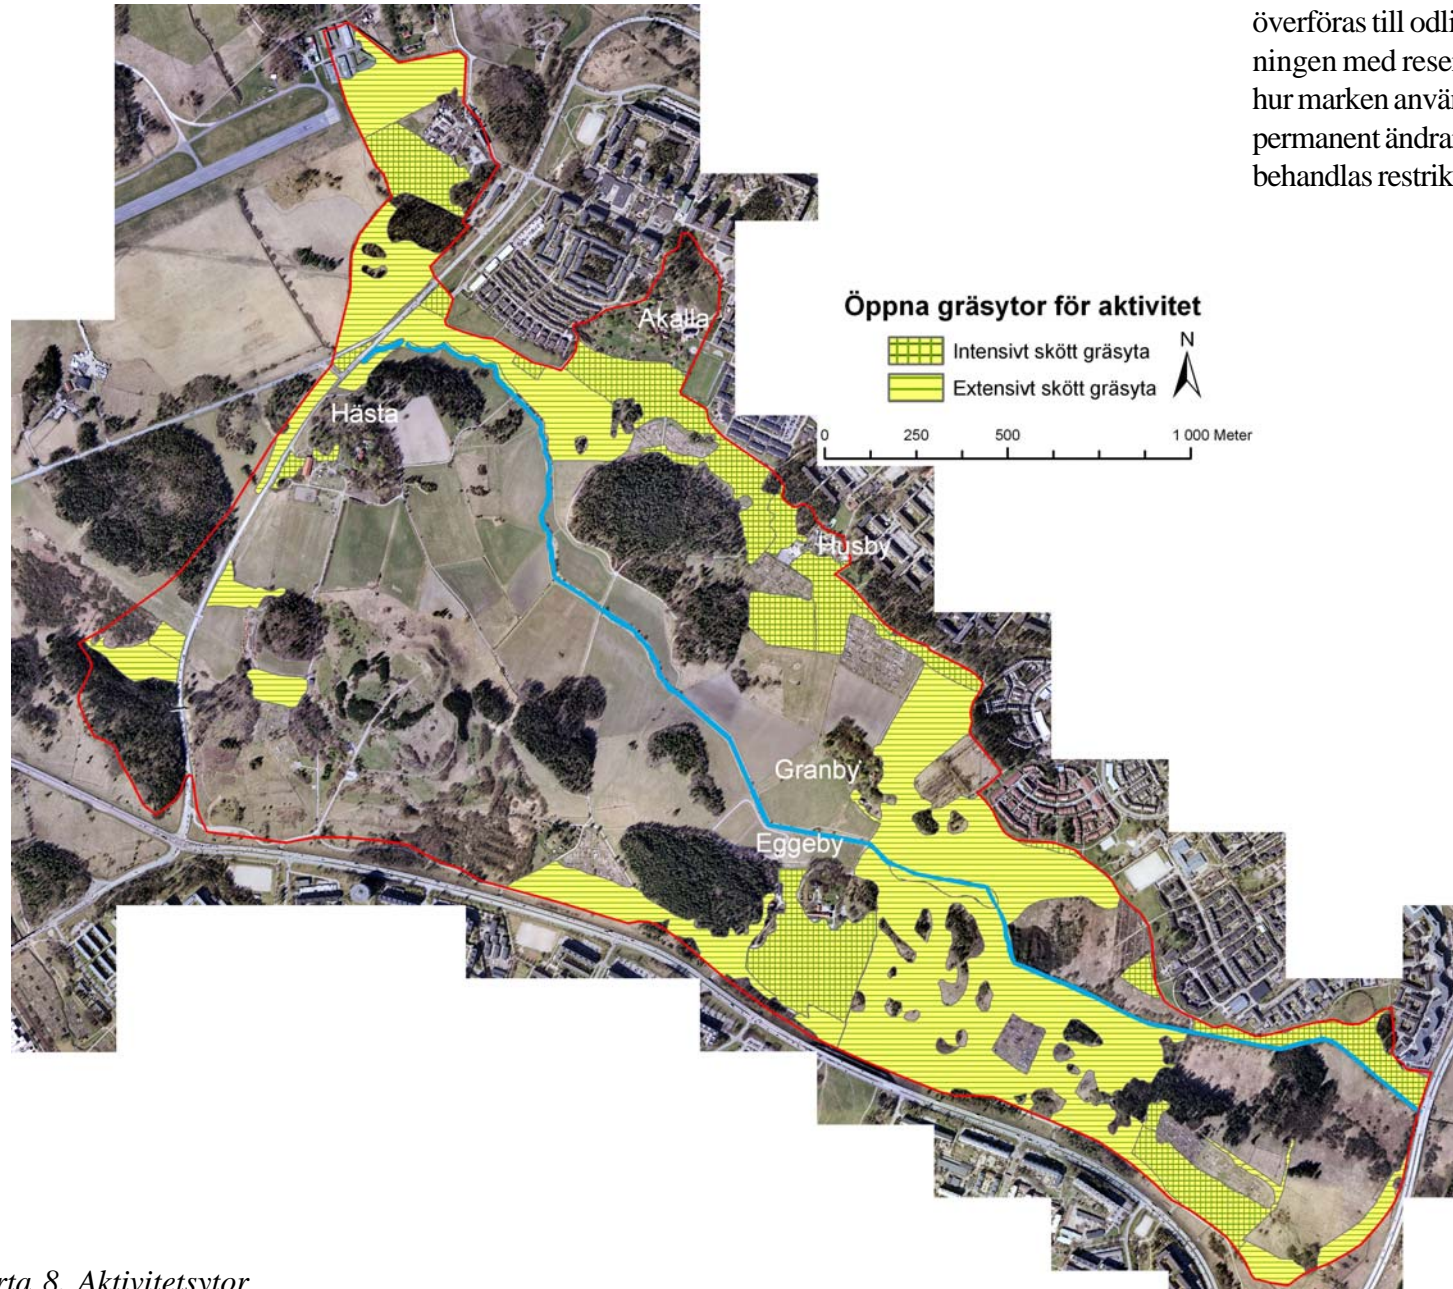 överföras till odli
ningen med rese
hur marken anvä
permanent ändra
behandlas restrik
Öppna gräsytor för aktivitet
Intensivt skött gräsyta
Extensivt skött gräsyta
N
0 250 500 1 000 Meter
Akalla
Hästa
Husby
Granby
Eggeby
rta 8. Aktivitetsytor